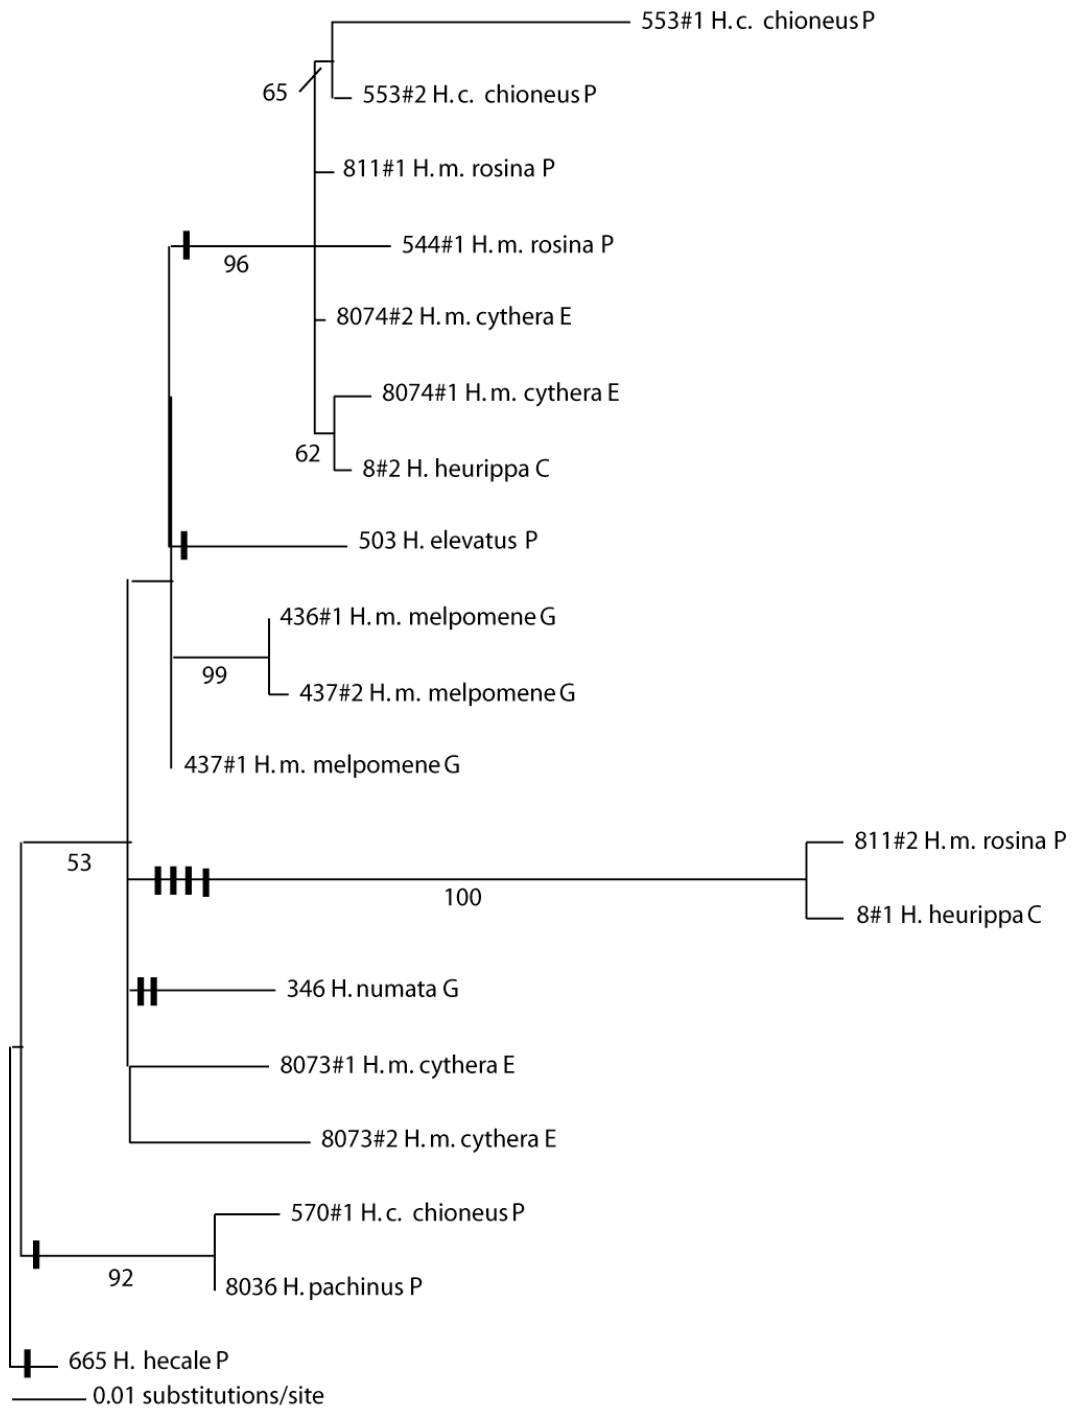 553#1 H. c. chioneus P
65
553#2 H. c. chioneus P
811#1 H. m. rosina P
544#1 H. m. rosina P
96
8074#2 H. m. cythera E
8074#1 H. m. cythera E
62
8#2 H. heurippa C
503 H. elevatus P
436#1 H. m. melpomene G
99
437#2 H. m. melpomene G
437#1 H. m. melpomene G
811#2 H. m. rosina P
53
100
8#1 H. heurippa C
346 H. numata G
8073#1 H. m. cythera E
8073#2 H. m. cythera E
570#1 H. c. chioneus P
92
8036 H. pachinus P
665 H. hecale P
0.01 substitutions/site